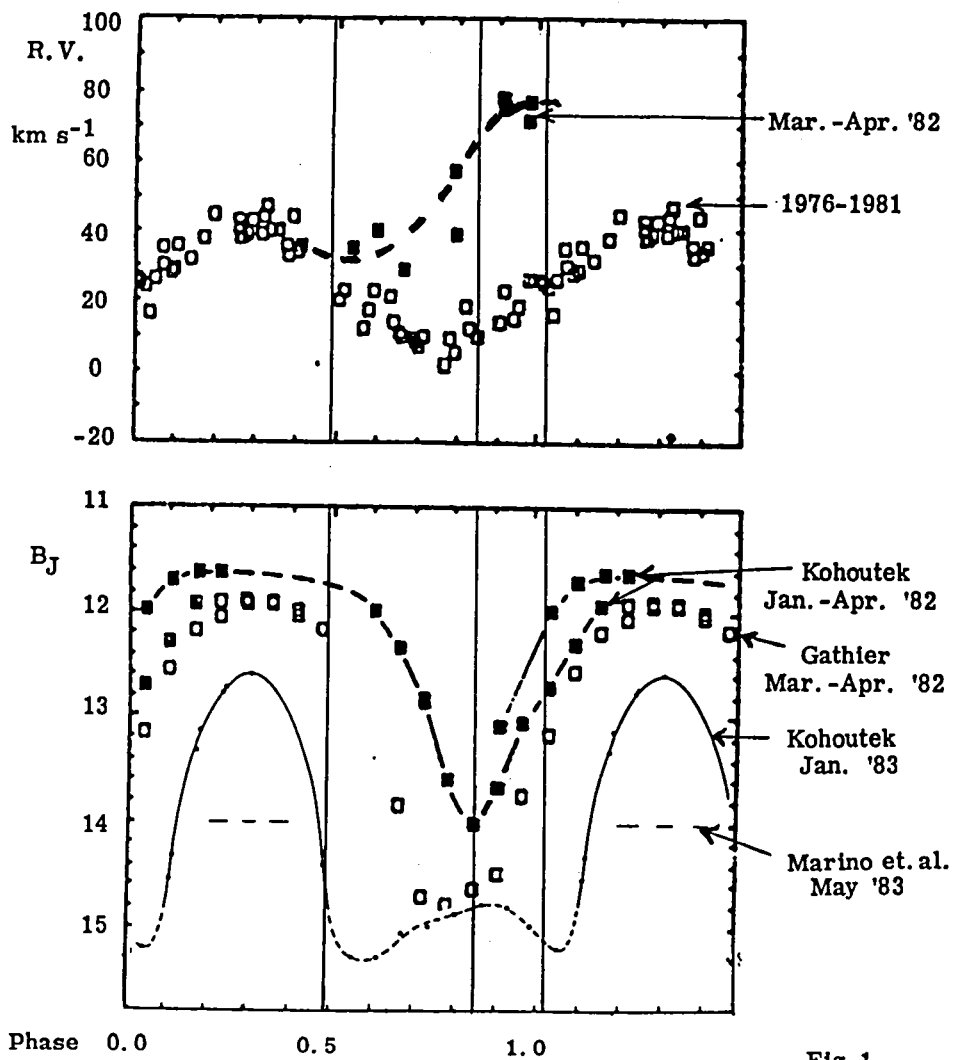 100
R.V.
80
km s-1
Mar.-Apr. '82
60
1976-1981
40
20
0
-20
11
BJ
Kohoutek
Jan.-Apr. '82
12
Gathier
Mar.-Apr. '82
13
Kohoutek
Jan. '83
14
Marino et. al.
May '83
15
Phase 0.0 0.5 1.0